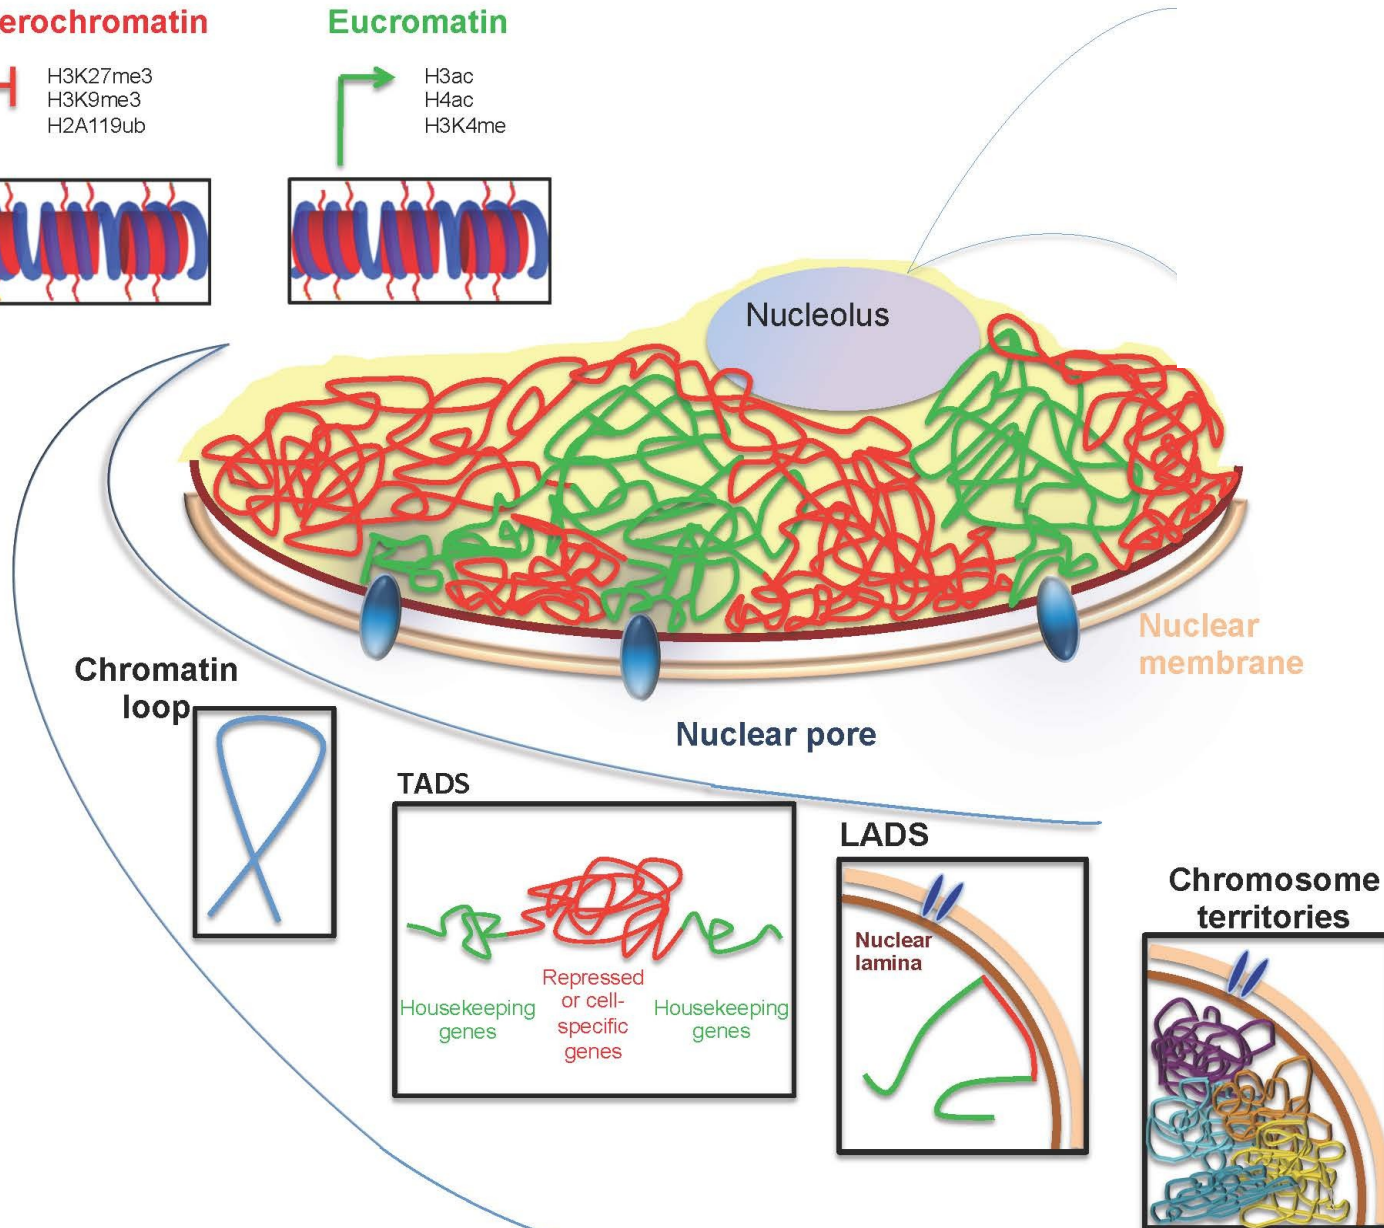 erochromatin
Eucromatin
H3K27me3
H3K9me3
H2A119ub
H3ac
H4ac
H3K4me
Nucleolus
Nuclear
membrane
Chromatin
loop
Nuclear pore
TADS
Housekeeping
genes
Repressed
or cell-
specific
genes
Housekeeping
genes
LADS
Nuclear
lamina
Chromosome
territories